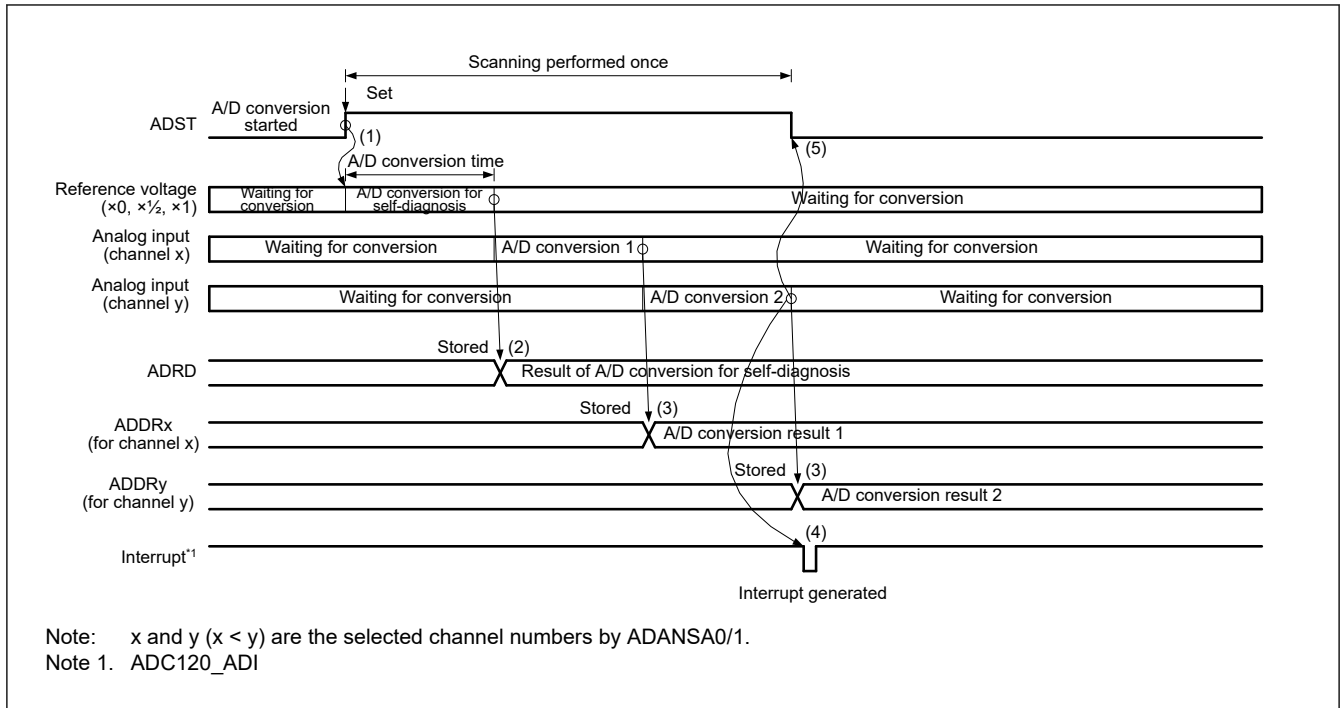 Scanning performed once
Set
A/D conversion
started
ADST
(1)
(5)
A/D conversion time
Reference voltage
(×0, ×½, ×1)
Waiting for
conversion
A/D conversion for
self-diagnosis
Waiting for conversion
Analog input
(channel x)
Waiting for conversion
A/D conversion 1
Waiting for conversion
Analog input
(channel y)
Waiting for conversion
A/D conversion 2
Waiting for conversion
Stored (2)
ADRD
Result of A/D conversion for self-diagnosis
Stored (3)
ADDRx
(for channel x)
A/D conversion result 1
Stored (3)
ADDRy
(for channel y)
A/D conversion result 2
(4)
Interrupt*1
Interrupt generated
Note: x and y (x < y) are the selected channel numbers by ADANSA0/1.
Note 1. ADC120_ADI